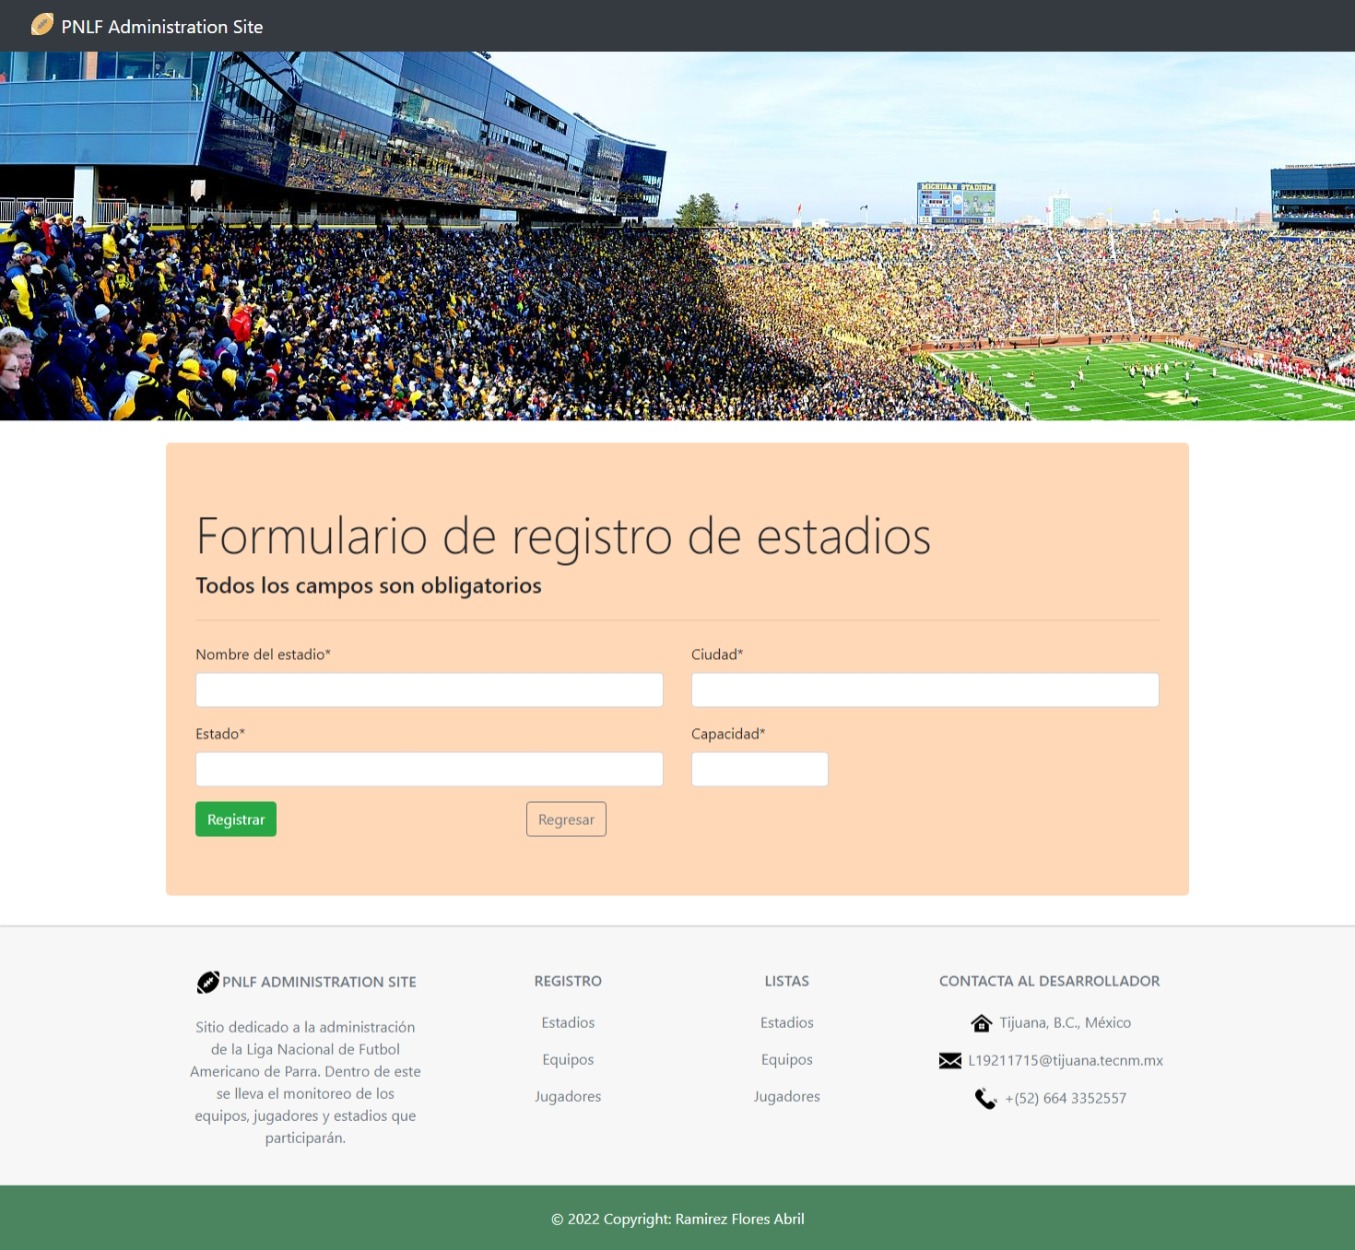 PNLF Administration Site
MICHIGAN STADIUM
Formulario de registro de estadios
Todos los campos son obligatorios
Nombre del estadio*
Ciudad*
Estado*
Capacidad*
Registrar
Regresar
PNLF ADMINISTRATION SITE
Sitio dedicado a la administración
de la Liga Nacional de Futbol
Americano de Parra. Dentro de este
se lleva el monitoreo de los
equipos, jugadores y estadios que
participarán.
REGISTRO
Estadios
Equipos
Jugadores
LISTAS
Estadios
Equipos
Jugadores
CONTACTA AL DESARROLLADOR
Tijuana, B.C., México
L19211715@tijuana.tecnm.mx
+(52) 664 3352557
© 2022 Copyright: Ramirez Flores Abril